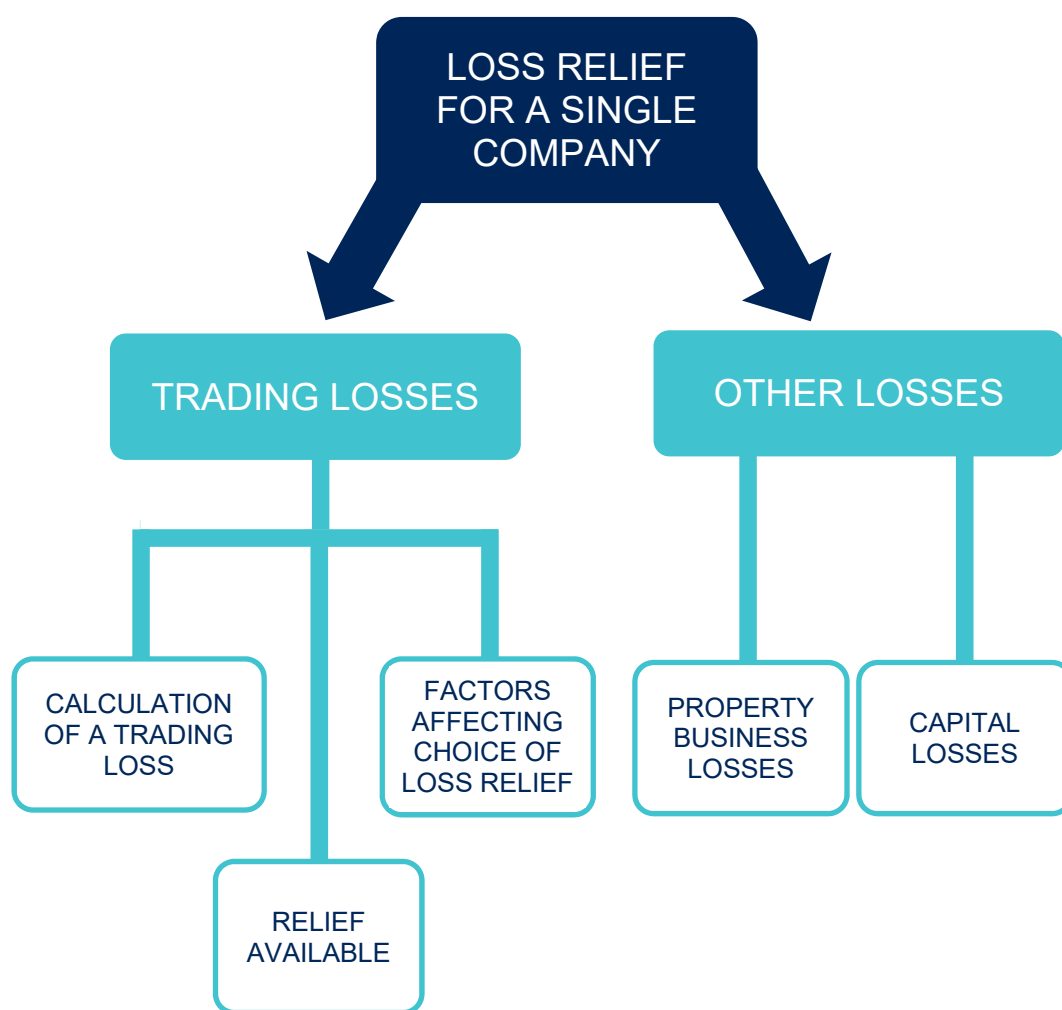 LOSS RELIEF
FOR A SINGLE
COMPANY
TRADING LOSSES
OTHER LOSSES
CALCULATION
OF A TRADING
LOSS
FACTORS
AFFECTING
CHOICE OF
LOSS RELIEF
PROPERTY
BUSINESS
LOSSES
CAPITAL
LOSSES
RELIEF
AVAILABLE